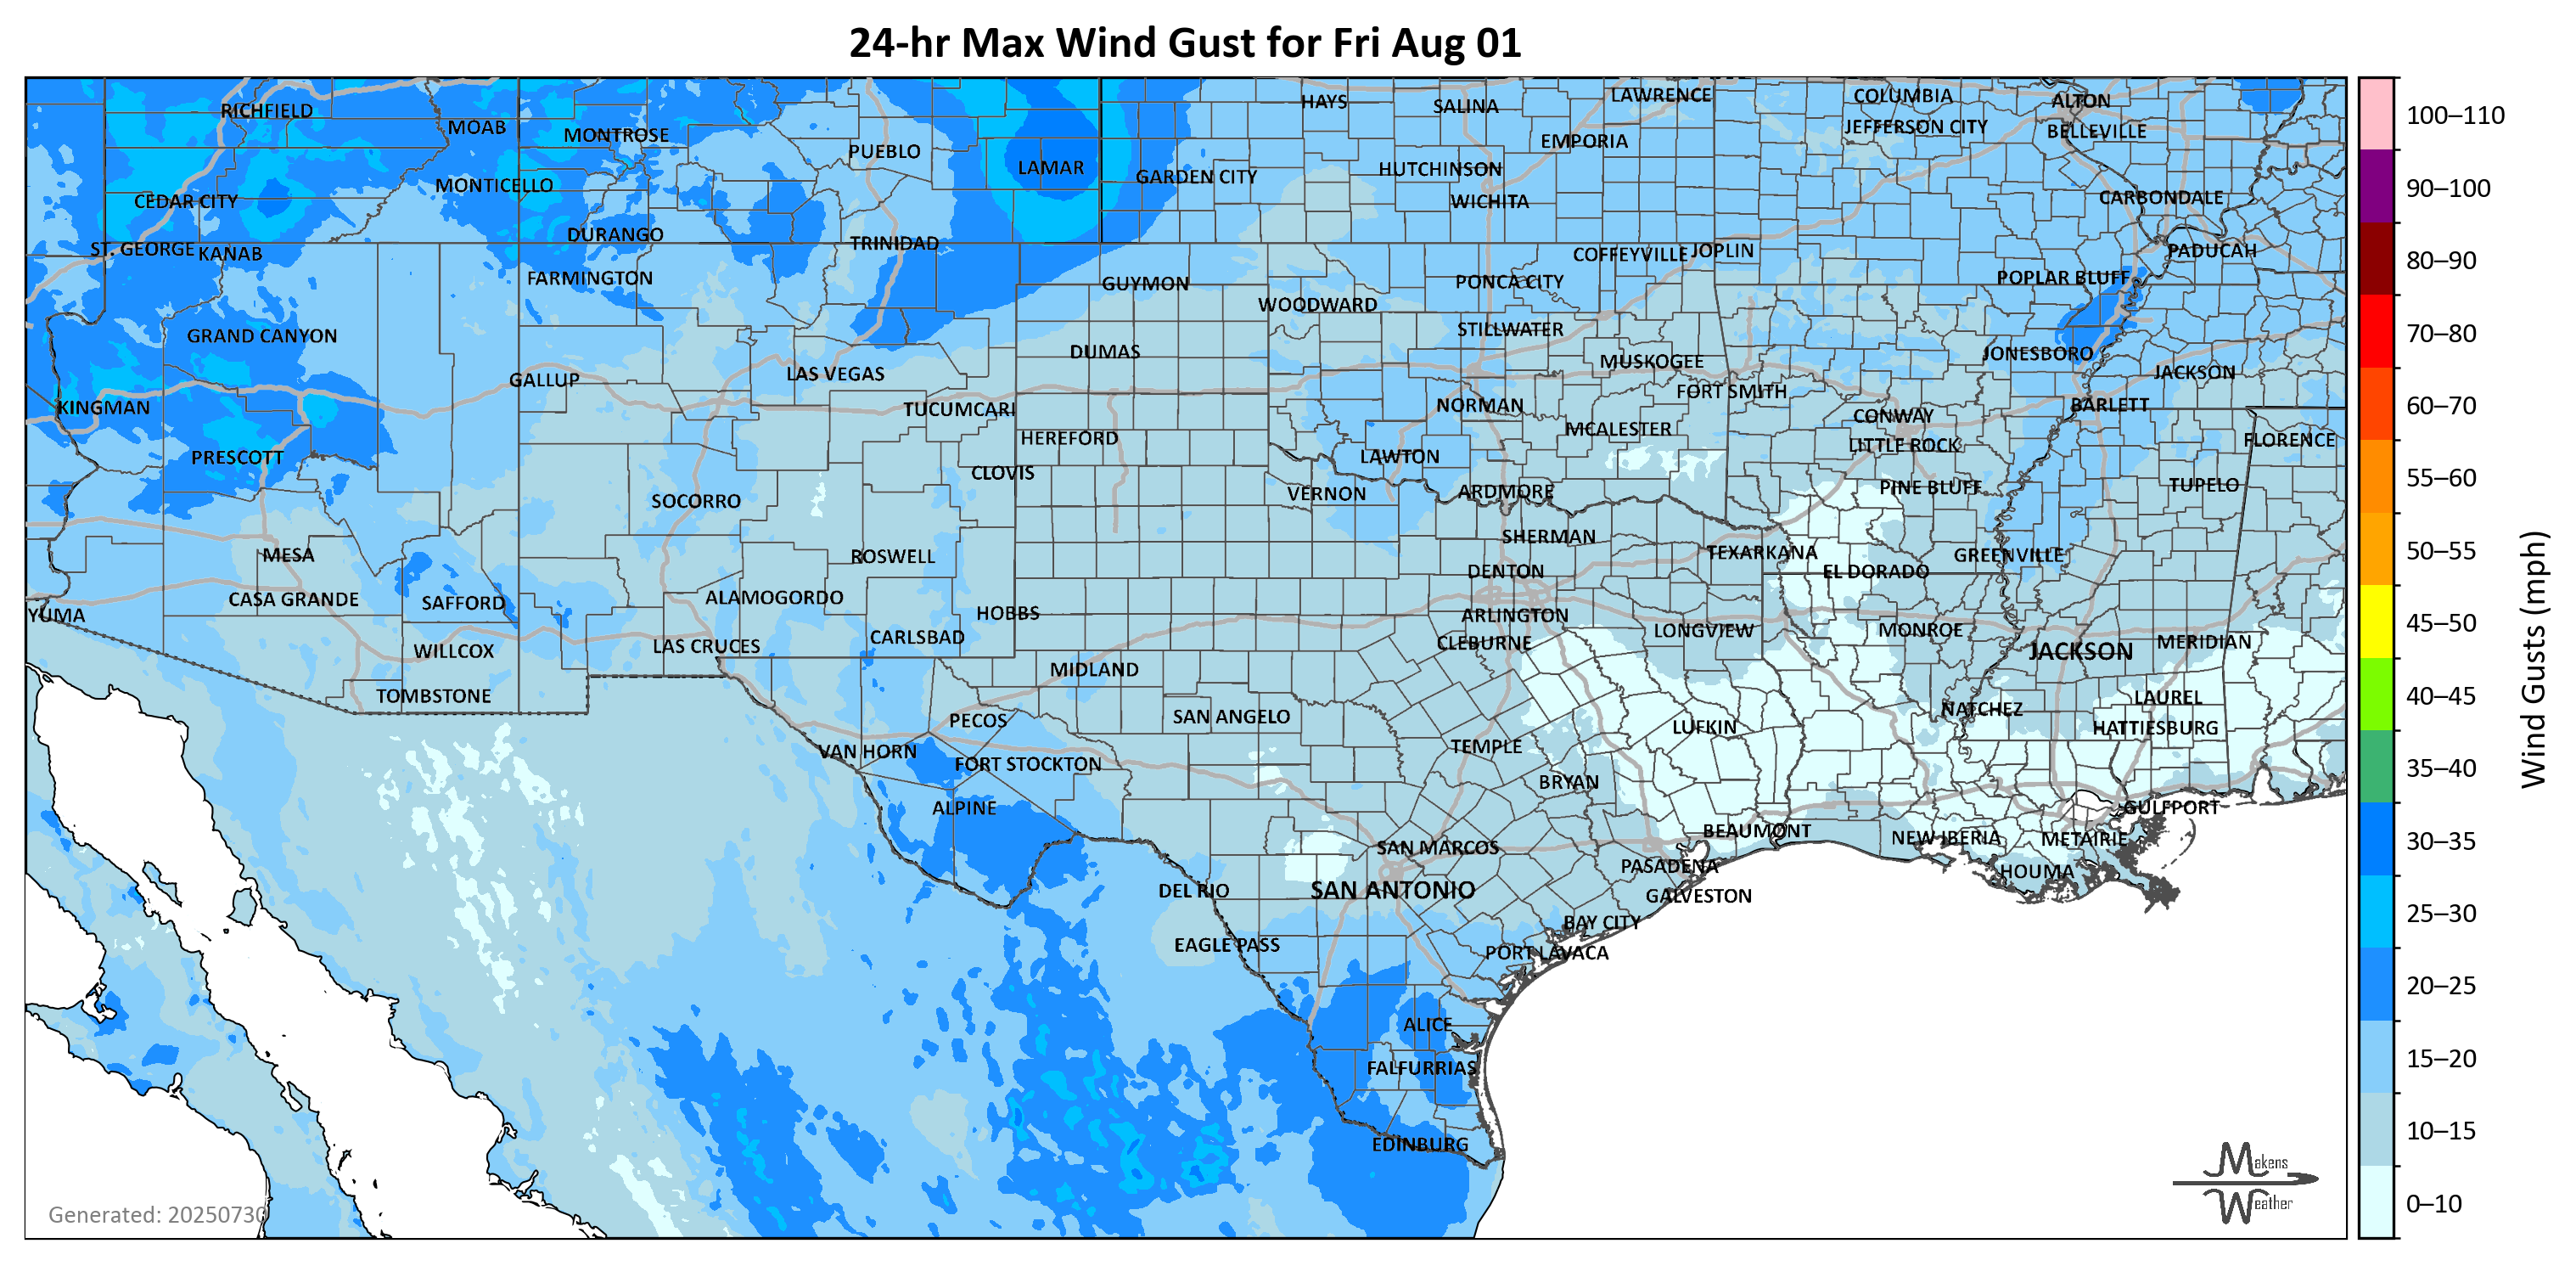 24-hr Max Wind Gust for Fri Aug 01
RICHFIELD
MOAB
MONTROSE
PUEBLO
LAMAR
HAYS
SALINA
LAWRENCE
COLUMBIA
ALTON
JEFFERSON CITY
BELLEVILLE
EMPORIA
HUTCHINSON
GARDEN CITY
WICHITA
CARBONDALE
MONTICELLO
CEDAR CITY
DURANGO
TRINIDAD
ST. GEORGE
KANAB
COFFEYVILLE
JOPLIN
PADUCAH
FARMINGTON
GUYMON
WOODWARD
PONCA CITY
POPLAR BLUFF
GRAND CANYON
DUMAS
STILLWATER
MUSKOGEE
JONESBORO
JACKSON
GALLUP
LAS VEGAS
FORT SMITH
KINGMAN
TUCUMCARI
NORMAN
CONWAY
BARLETT
HEREFORD
MCALESTER
LITTLE ROCK
FLORENCE
PRESCOTT
CLOVIS
LAWTON
SOCORRO
VERNON
ARDMORE
PINE BLUFF
TUPELO
MESA
ROSWELL
SHERMAN
TEXARKANA
GREENVILLE
DENTON
EL DORADO
CASA GRANDE
SAFFORD
ALAMOGORDO
YUMA
HOBBS
ARLINGTON
WILLCOX
LAS CRUCES
CARLSBAD
CLEBURNE
LONGVIEW
MONROE
JACKSON
MERIDIAN
TOMBSTONE
MIDLAND
LAUREL
PECOS
SAN ANGELO
NATCHEZ
LUFKIN
HATTIESBURG
VAN HORN
FORT STOCKTON
TEMPLE
BRYAN
ALPINE
GULFPORT
BEAUMONT
NEW IBERIA
METAIRIE
SAN MARCOS
PASADENA
HOUMA
DEL RIO
SAN ANTONIO
GALVESTON
BAY CITY
EAGLE PASS
PORT LAVACA
ALICE
FALFURRIAS
EDINBURG
Generated: 20250730
Makens
Weather
100–110
90–100
80–90
70–80
60–70
55–60
50–55
45–50
40–45
35–40
30–35
25–30
20–25
15–20
10–15
0–10
Wind Gusts (mph)